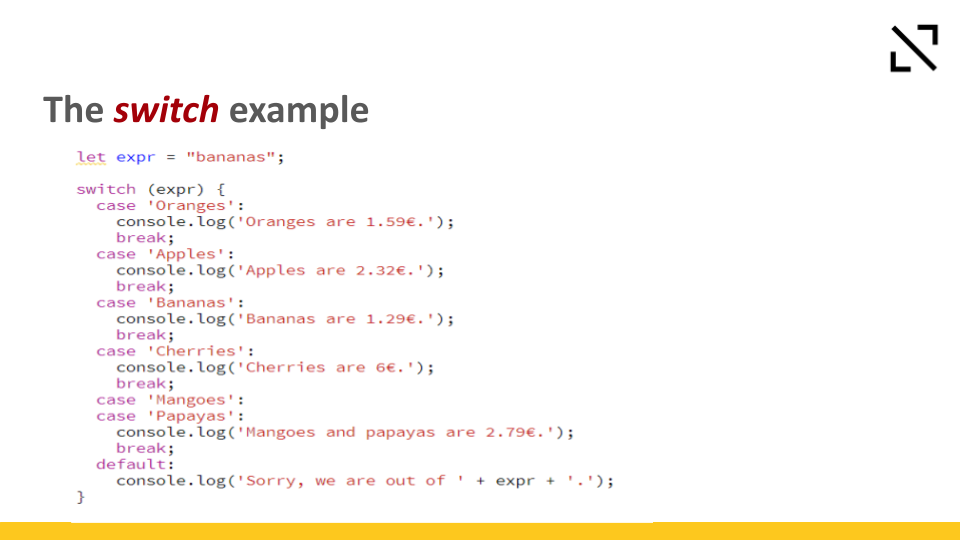 The switch example
let expr = "bananas";
switch (expr) {
case 'Oranges':
console.log('Oranges are 1.59€.');
break;
case 'Apples':
console.log('Apples are 2.32€.');
break;
case 'Bananas':
console.log('Bananas are 1.29€.');
break;
case 'Cherries':
console.log('Cherries are 6€.');
break;
case 'Mangoes':
case 'Papayas':
console.log('Mangoes and papayas are 2.79€.');
break;
default:
console.log('Sorry, we are out of ' + expr + '.');
}